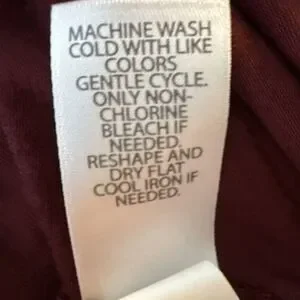 MACHINE WASH
COLD WITH LIKE
COLORS
GENTLE CYCLE.
ONLY NON-
CHLORINE
BLEACH IF
NEEDED.
RESHAPE AND
DRY FLAT
COOL IRON IF
NEEDED.